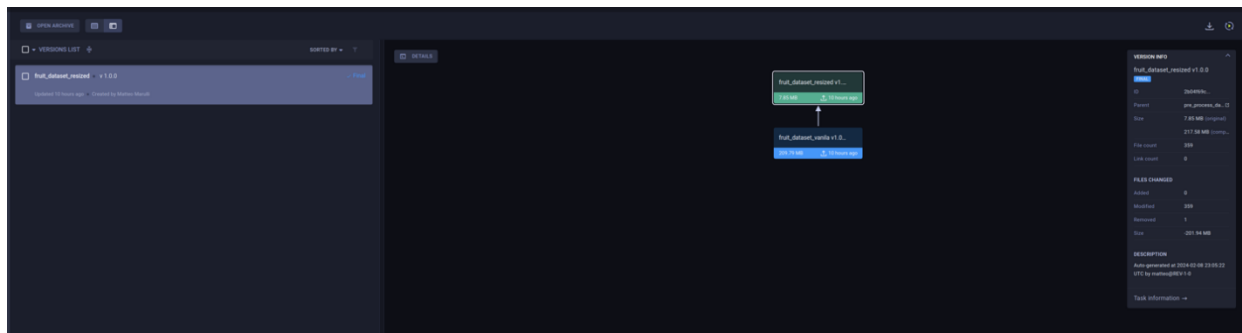 OPEN ARCHIVE
VERSIONS LIST
SORTED BY
fruit_dataset_resized v 1.0.0
Final
Updated 10 hours ago Created by Matteo
DETAILS
fruit_dataset_resized v1....
7.85 MB 10 hours ago
fruit_dataset_vanila v1.0...
209.79 MB 10 hours ago
VERSION INFO
fruit_dataset_resized v1.0.0
FINAL
ID
Parent pre_process_da...
Size 7.85 MB (original)
217.58 MB (comp...
File count 359
Link count 0
FILES CHANGED
Added 0
Modified 359
Removed 1
Size -201.94 MB
DESCRIPTION
Auto-generated at 2024-02-08 23:05:22
UTC by matteo@REV-1-0
Task Information →